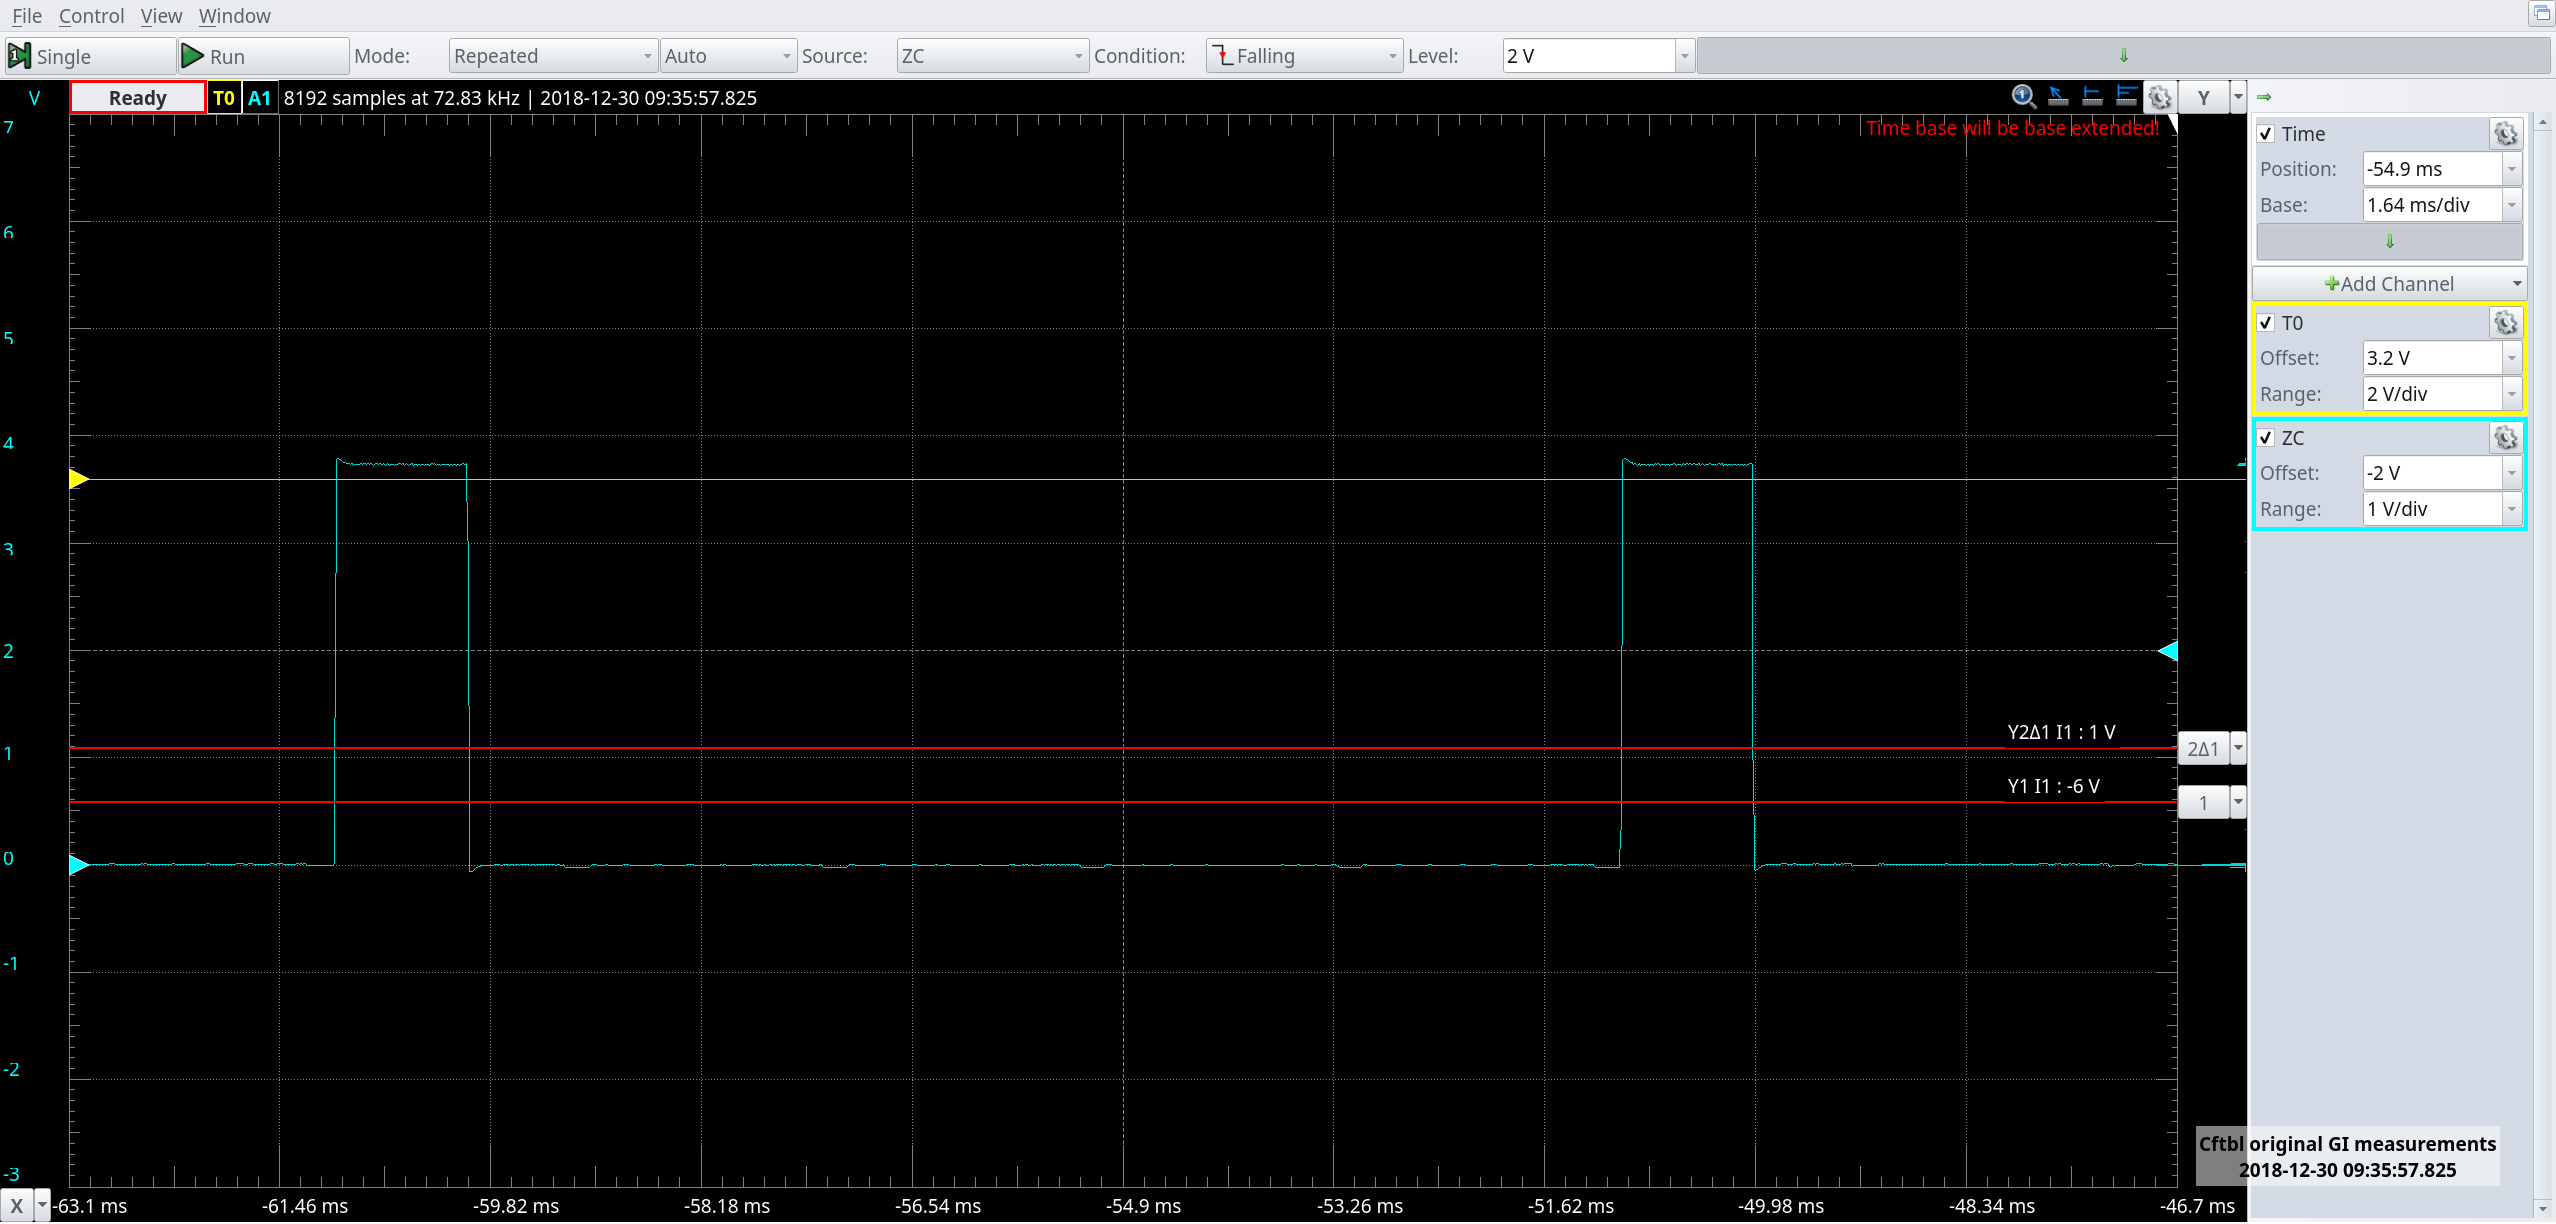 File Control View Window
Single Run Mode: Repeated Auto Source: ZC Condition: Falling Level: 2 V
V Ready T0 A1 8192 samples at 72.83 kHz | 2018-12-30 09:35:57.825 Y
Time base will be base extended!
7
6
5
4
3
2
1
0
-1
-2
-3
Y2Δ1 I1 : 1 V
2Δ1
Y1 I1 : -6 V
1
X -63.1 ms -61.46 ms -59.82 ms -58.18 ms -56.54 ms -54.9 ms -53.26 ms -51.62 ms -49.98 ms -48.34 ms -46.7 ms
Time
Position: -54.9 ms
Base: 1.64 ms/div
Add Channel
T0
Offset: 3.2 V
Range: 2 V/div
ZC
Offset: -2 V
Range: 1 V/div
Cftbl original GI measurements
2018-12-30 09:35:57.825